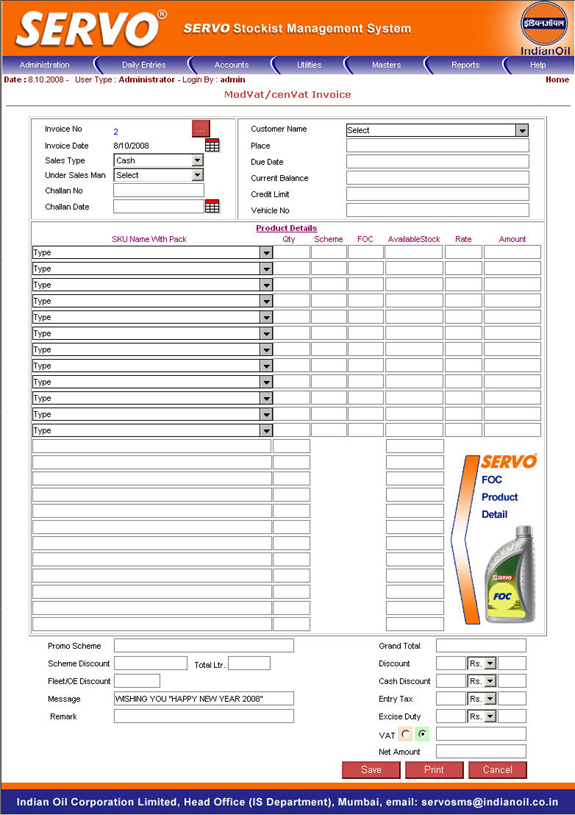 SERVO® SERVO Stockist Management System
इंडियनऑयल
IndianOil
Administration Daily Entries Accounts Utilities Masters Reports Help
Date : 8.10.2008 - User Type : Administrator - Login By : admin Home
ModVat/cenVat Invoice
Invoice No 2 ...
Invoice Date 8/10/2008
Sales Type Cash
Under Sales Man Select
Challan No
Challan Date
Customer Name Select
Place
Due Date
Current Balance
Credit Limit
Vehicle No
Product Details
SKU Name With Pack Qty Scheme FOC AvailableStock Rate Amount
Type
Type
Type
Type
Type
Type
Type
Type
Type
Type
Type
Type
SERVO
FOC
Product
Detail
SERVO
FOC
Promo Scheme
Scheme Discount Total Ltr.
Fleet/OE Discount
Message WISHING YOU "HAPPY NEW YEAR 2008"
Remark
Grand Total
Discount Rs.
Cash Discount Rs.
Entry Tax Rs.
Excise Duty Rs.
VAT
Net Amount
Save Print Cancel
Indian Oil Corporation Limited, Head Office (IS Department), Mumbai, email: servosms@indianoil.co.in